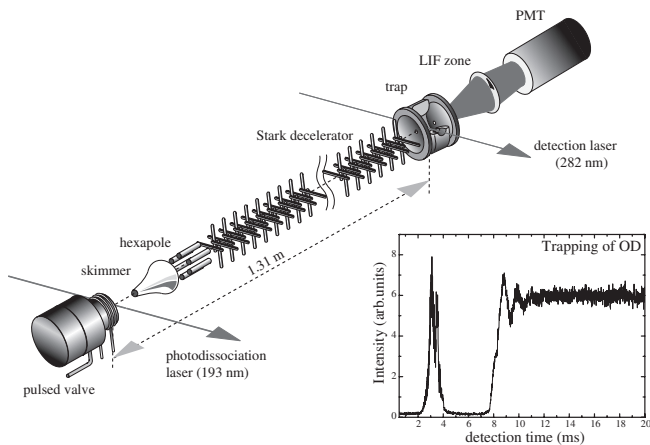 PMT
LIF zone
trap
Stark decelerator
detection laser
(282 nm)
hexapole
skimmer
1.31 m
photodissociation
laser (193 nm)
pulsed valve
Trapping of OD
Intensity (arb.units)
8
6
4
2
0
2 4 6 8 10 12 14 16 18 20
detection time (ms)